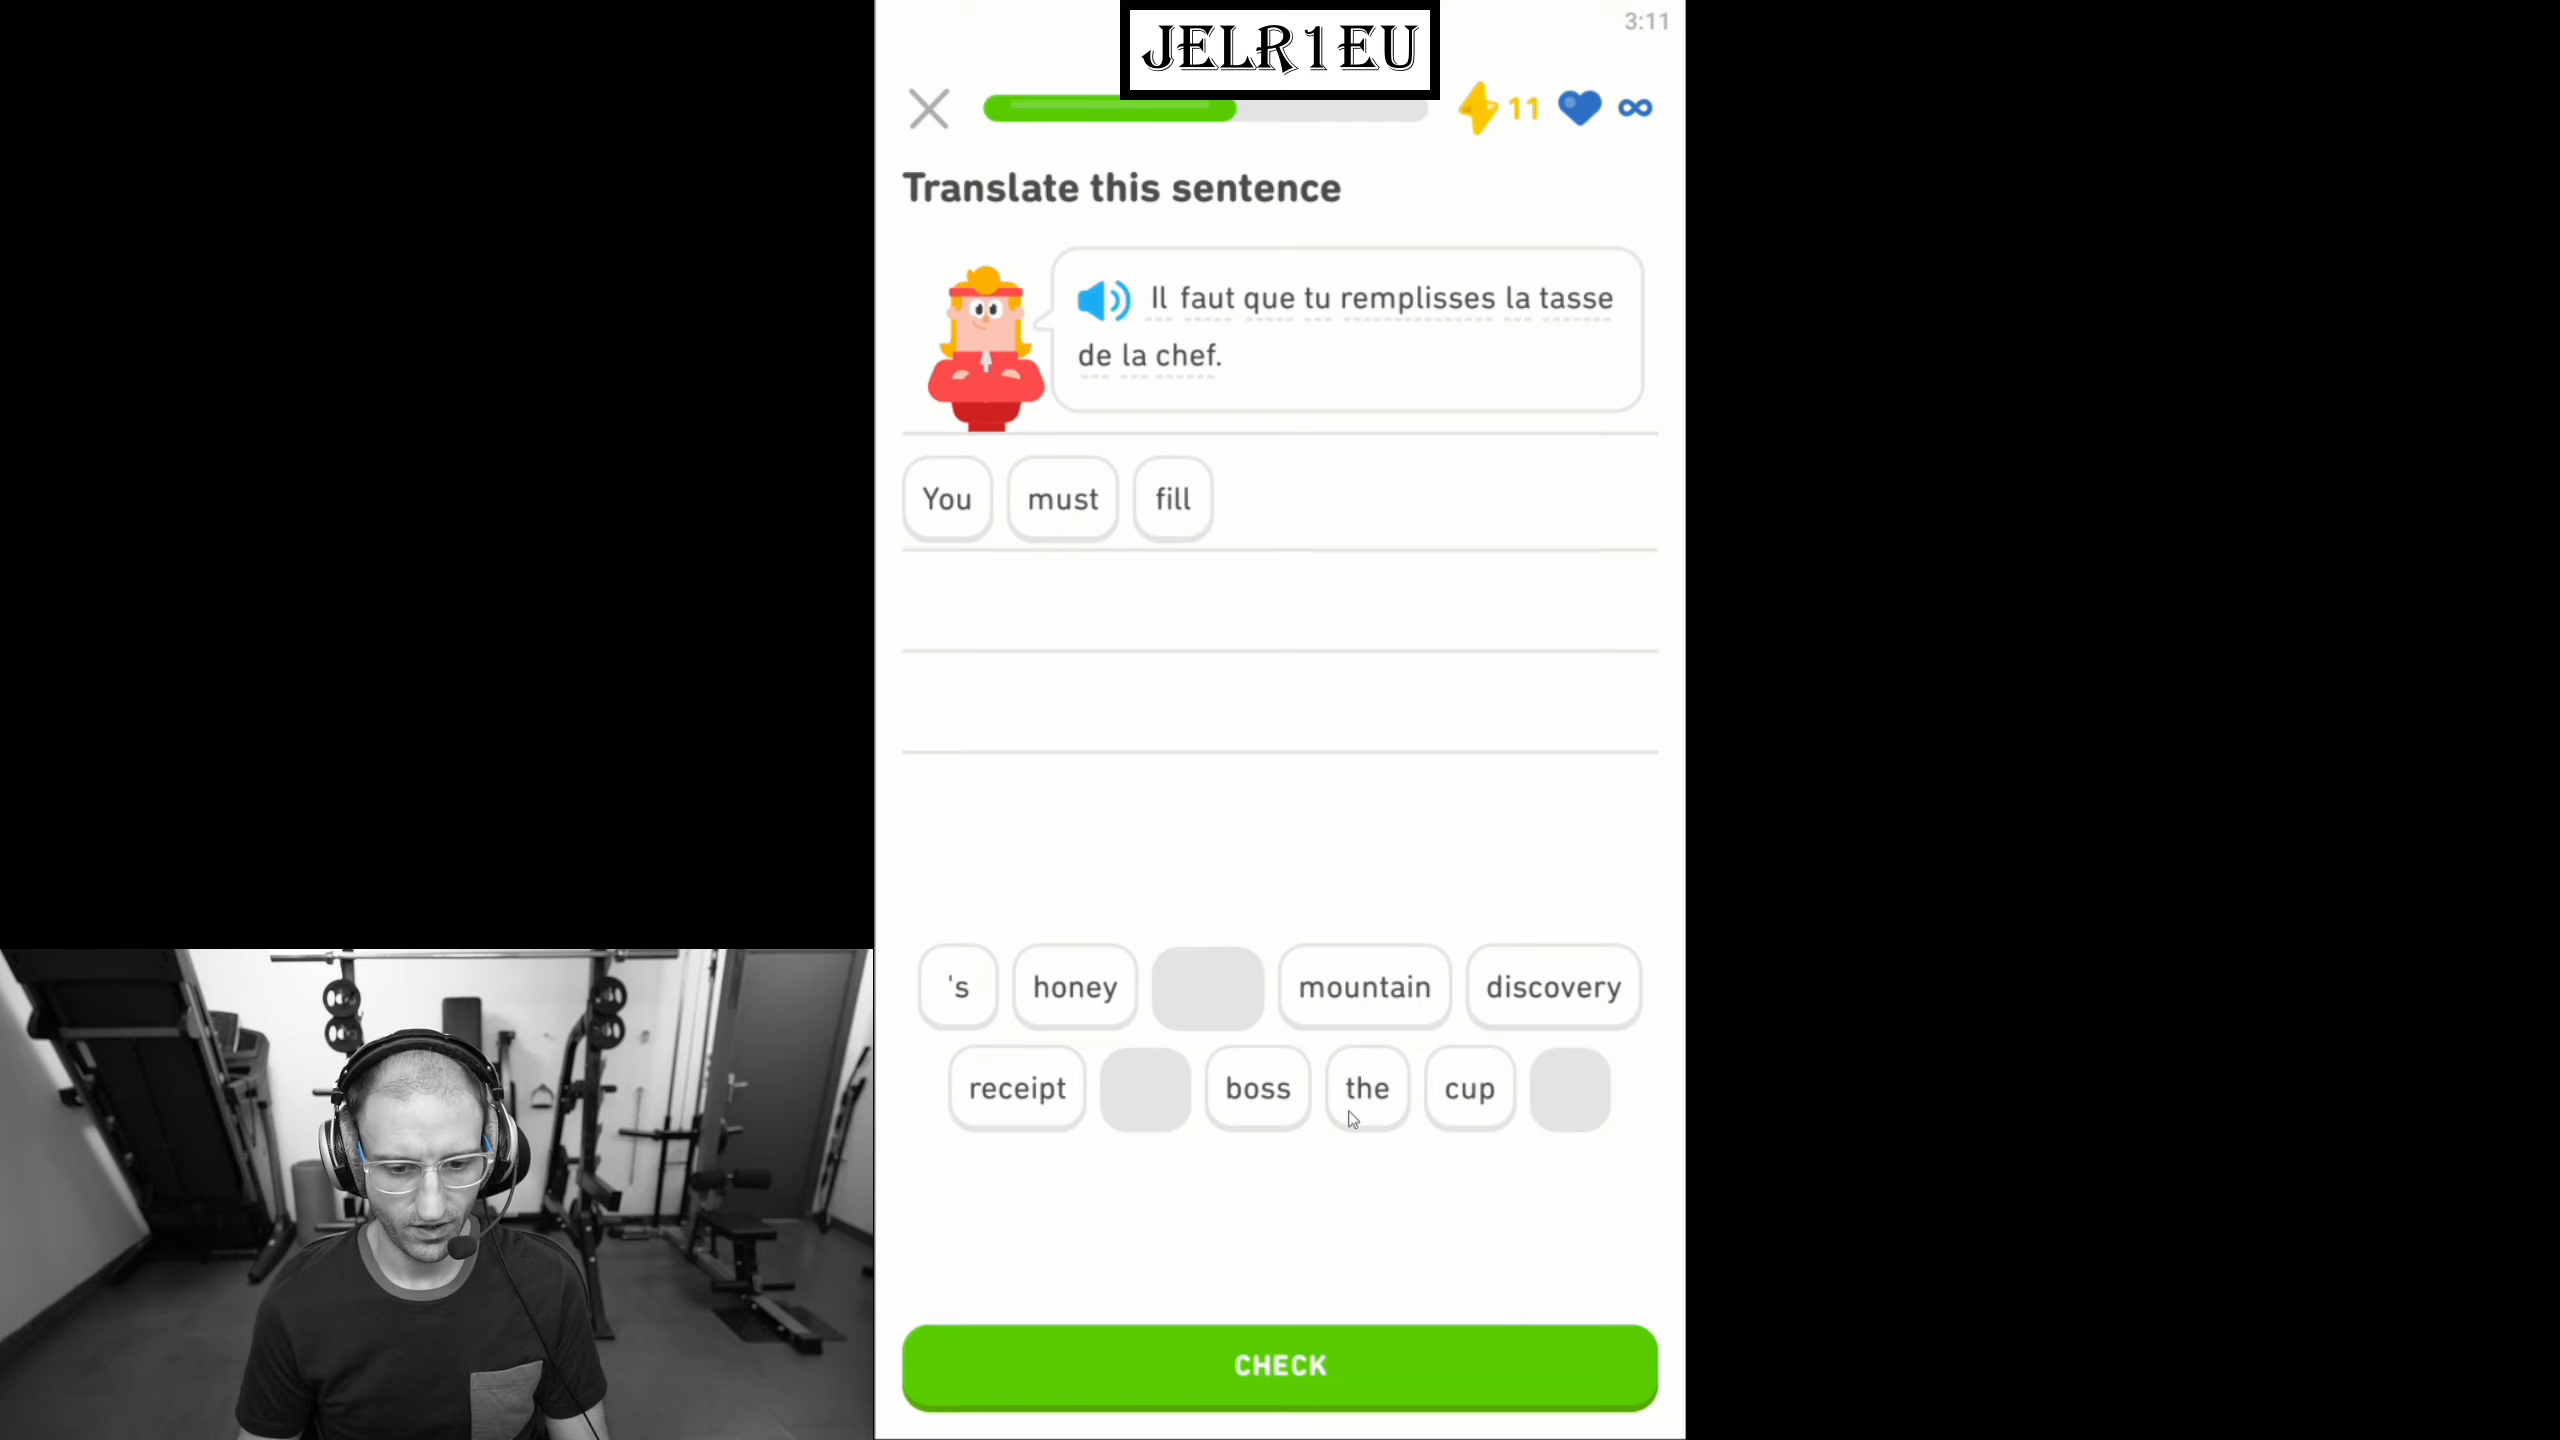 JELR1EU
3:11
11
Translate this sentence
Il faut que tu remplisses la tasse
de la chef.
You must fill
's honey mountain discovery
receipt boss the cup
CHECK